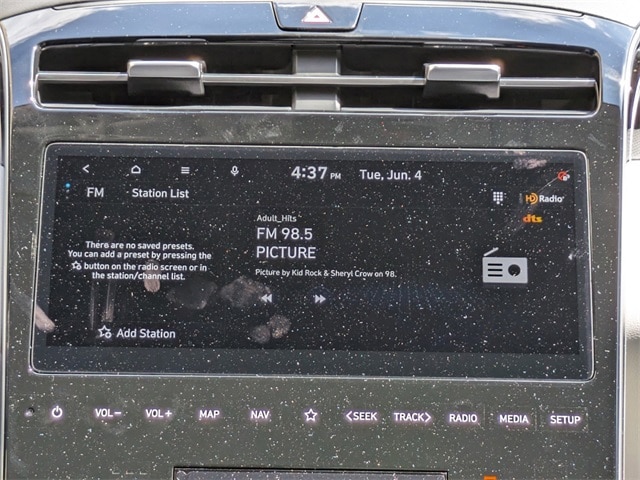 4:37 PM Tue, Jun. 4
FM Station List
HD Radio
dts
Adult_Hits
FM 98.5
PICTURE
Picture by Kid Rock & Sheryl Crow on 98.
There are no saved presets.
You can add a preset by pressing the
button on the radio screen or in
the station/channel list.
Add Station
VOL− VOL+ MAP NAV <SEEK TRACK> RADIO MEDIA SETUP